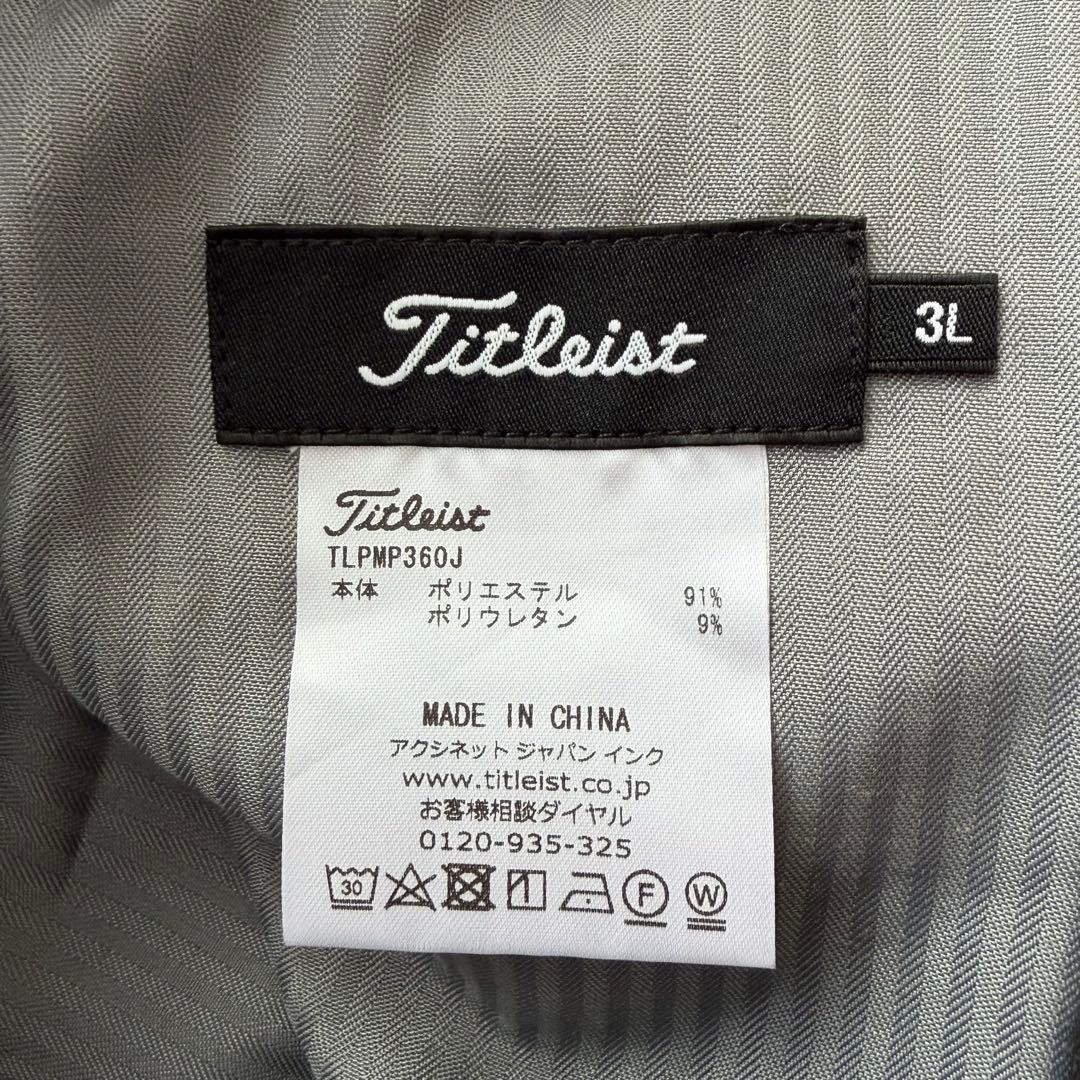 Titleist
3L
Titleist
TLPMP360J
本体 ポリエステル 91%
ポリウレタン 9%
MADE IN CHINA
アクシネット ジャパン インク
www.titleist.co.jp
お客様相談ダイヤル
0120-935-325
30 F W